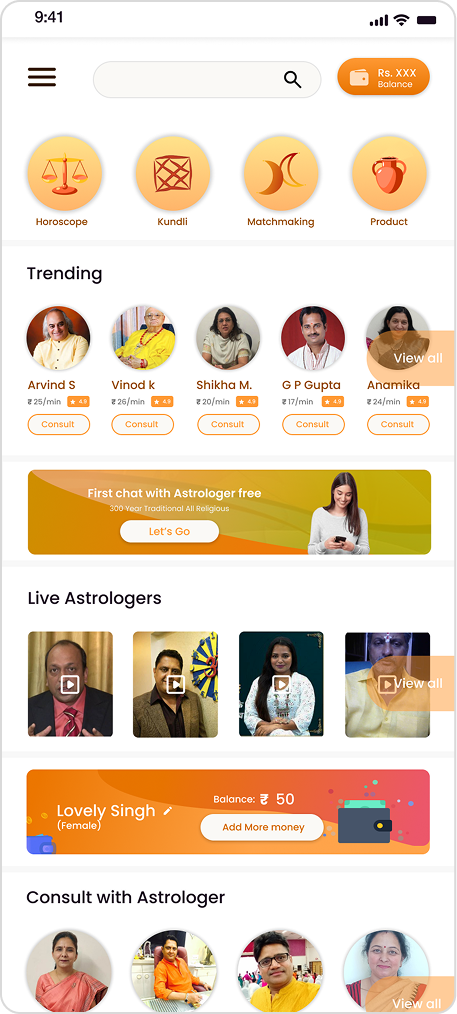 9:41
Rs. XXX
Balance
Horoscope
Kundli
Matchmaking
Product
Trending
View all
Arvind S
Vinod k
Shikha M.
G P Gupta
Anamika
₹ 25/min ★ 4.9
₹ 26/min ★ 4.9
₹ 20/min ★ 4.9
₹ 17/min ★ 4.9
₹ 24/min ★ 4.9
Consult
Consult
Consult
Consult
Consult
First chat with Astrologer free
300 Year Traditional All Religious
Let's Go
Live Astrologers
View all
Balance: ₹ 50
Lovely Singh
(Female)
Add More money
Consult with Astrologer
View all